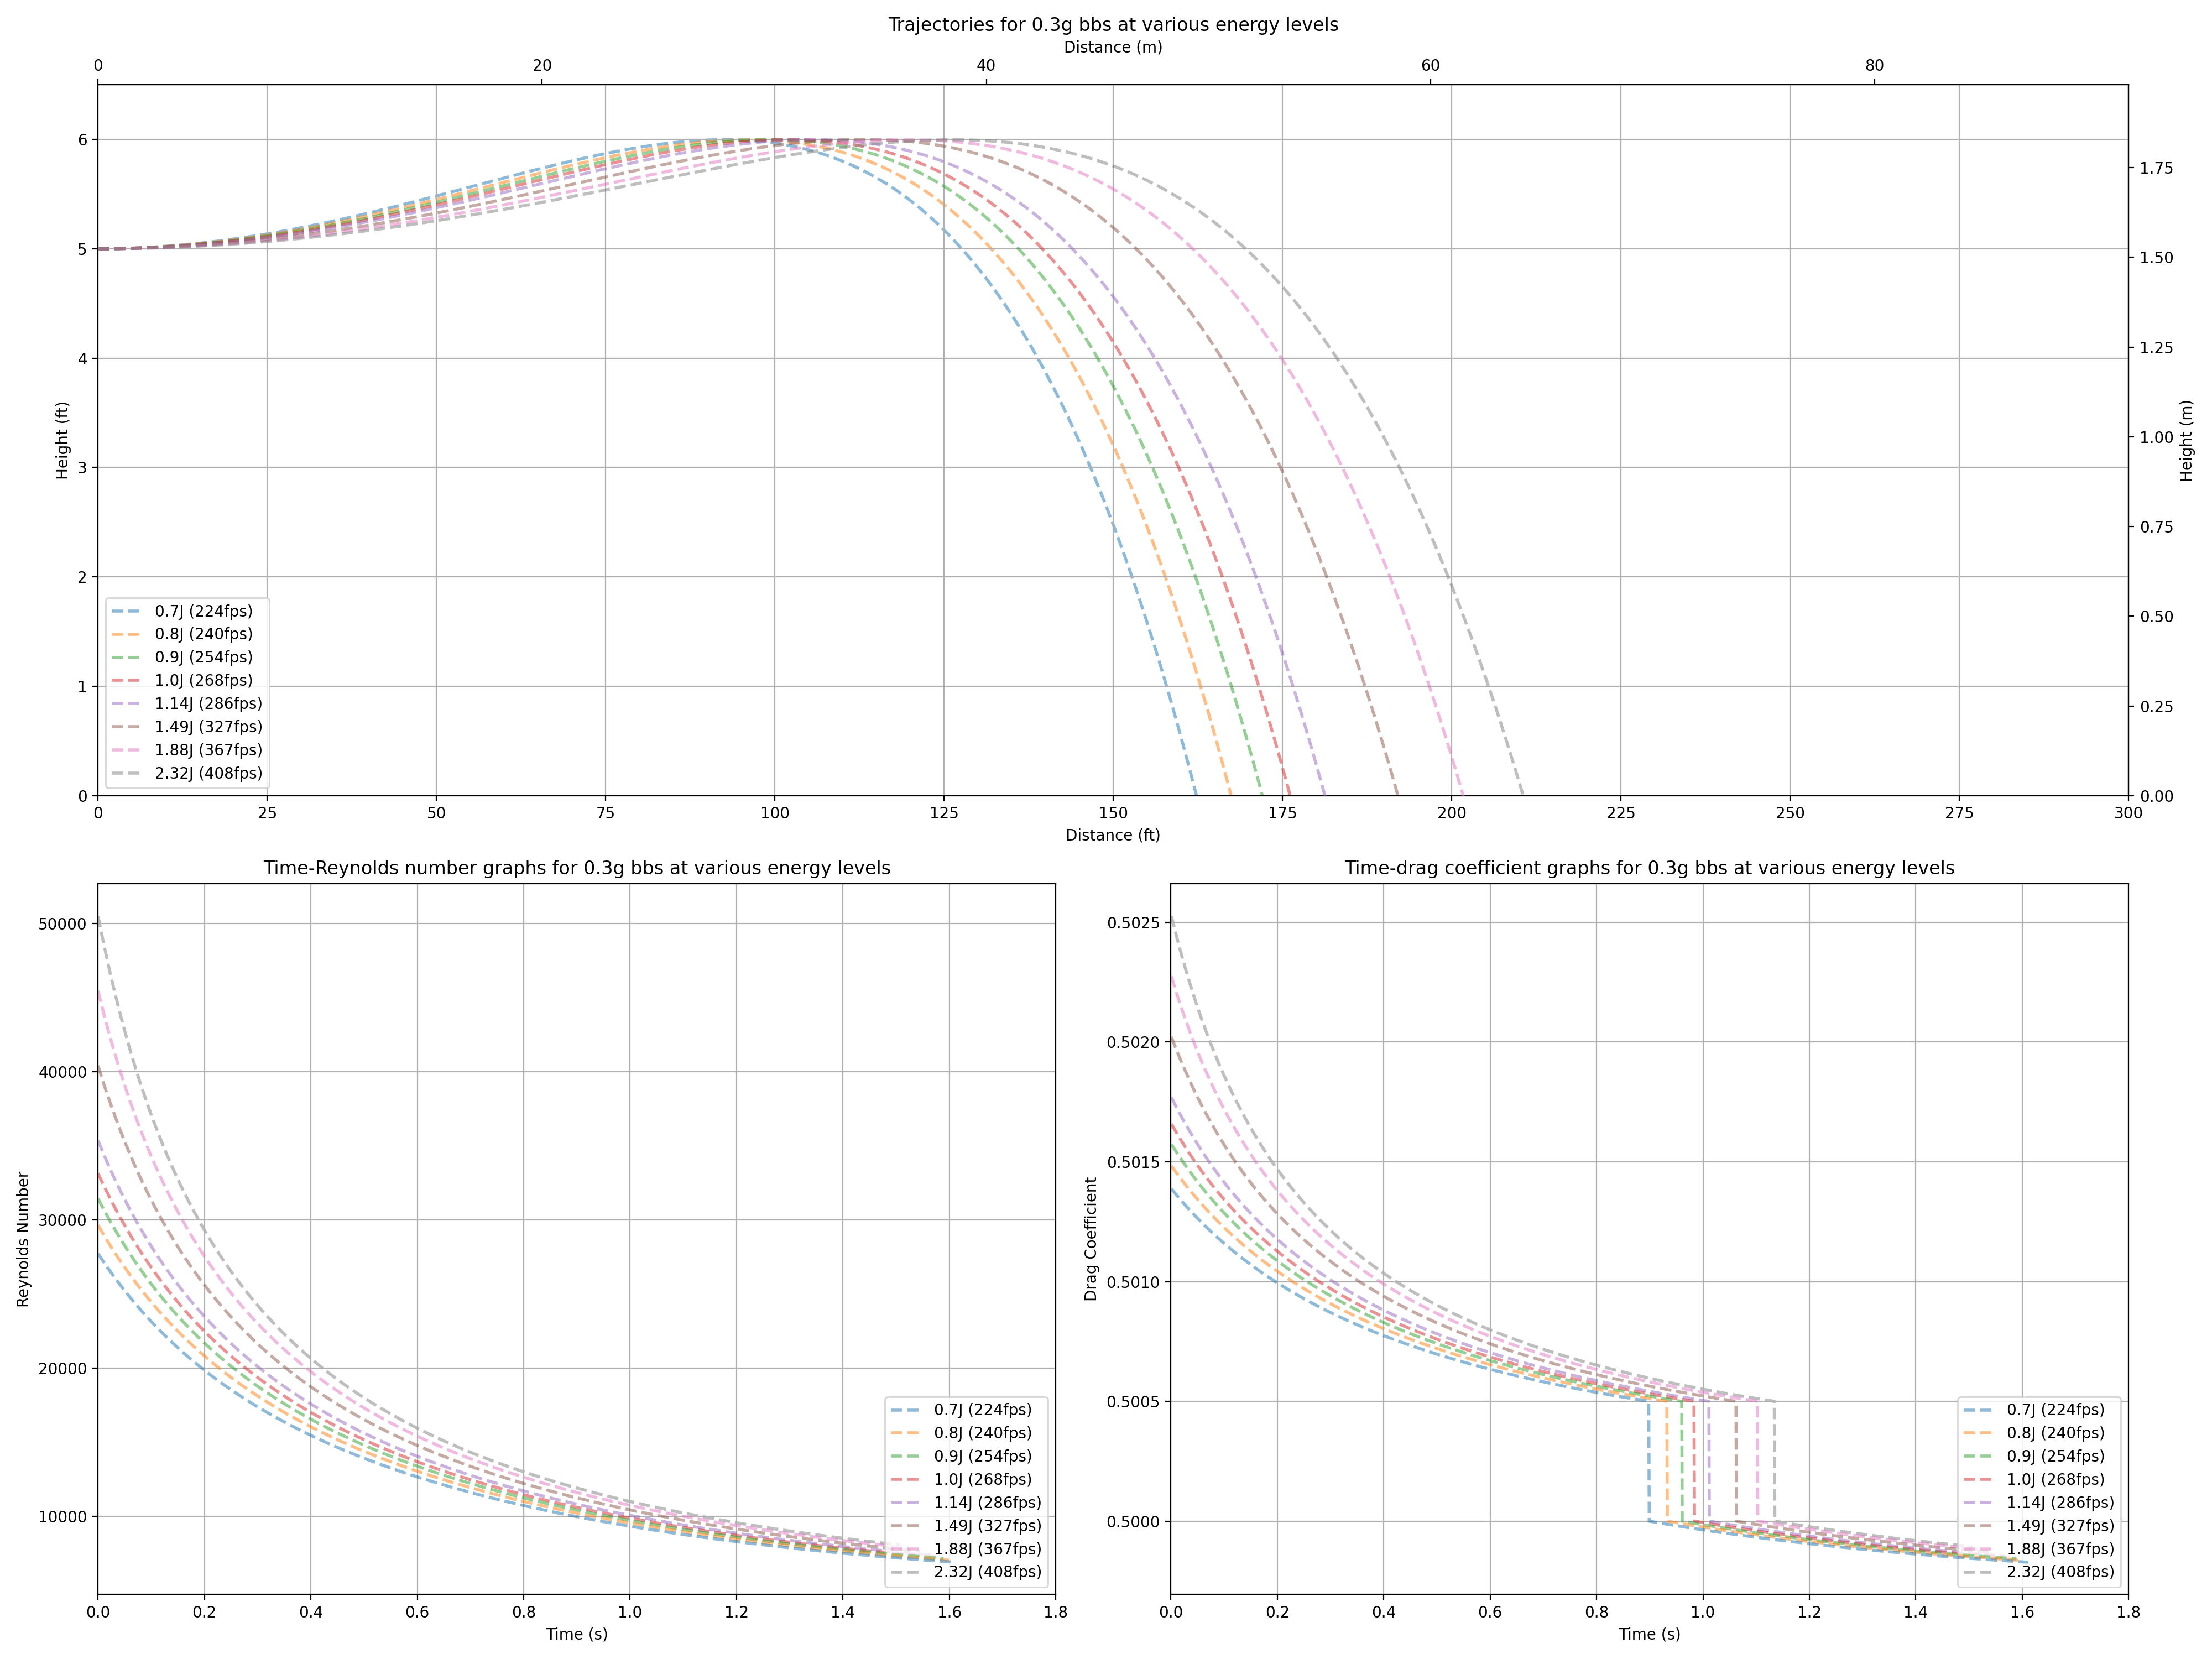 Trajectories for 0.3g bbs at various energy levels
Distance (m)
0 20 40 60 80
Height (ft)
6
5
4
3
2
1
0
1.75
1.50
1.25
1.00
0.75
0.50
0.25
0.00
Height (m)
0.7J (224fps)
0.8J (240fps)
0.9J (254fps)
1.0J (268fps)
1.14J (286fps)
1.49J (327fps)
1.88J (367fps)
2.32J (408fps)
0 25 50 75 100 125 150 175 200 225 250 275 300
Distance (ft)
Time-Reynolds number graphs for 0.3g bbs at various energy levels
Reynolds Number
50000
40000
30000
20000
10000
0.7J (224fps)
0.8J (240fps)
0.9J (254fps)
1.0J (268fps)
1.14J (286fps)
1.49J (327fps)
1.88J (367fps)
2.32J (408fps)
0.0 0.2 0.4 0.6 0.8 1.0 1.2 1.4 1.6 1.8
Time (s)
Time-drag coefficient graphs for 0.3g bbs at various energy levels
Drag Coefficient
0.5025
0.5020
0.5015
0.5010
0.5005
0.5000
0.7J (224fps)
0.8J (240fps)
0.9J (254fps)
1.0J (268fps)
1.14J (286fps)
1.49J (327fps)
1.88J (367fps)
2.32J (408fps)
0.0 0.2 0.4 0.6 0.8 1.0 1.2 1.4 1.6 1.8
Time (s)